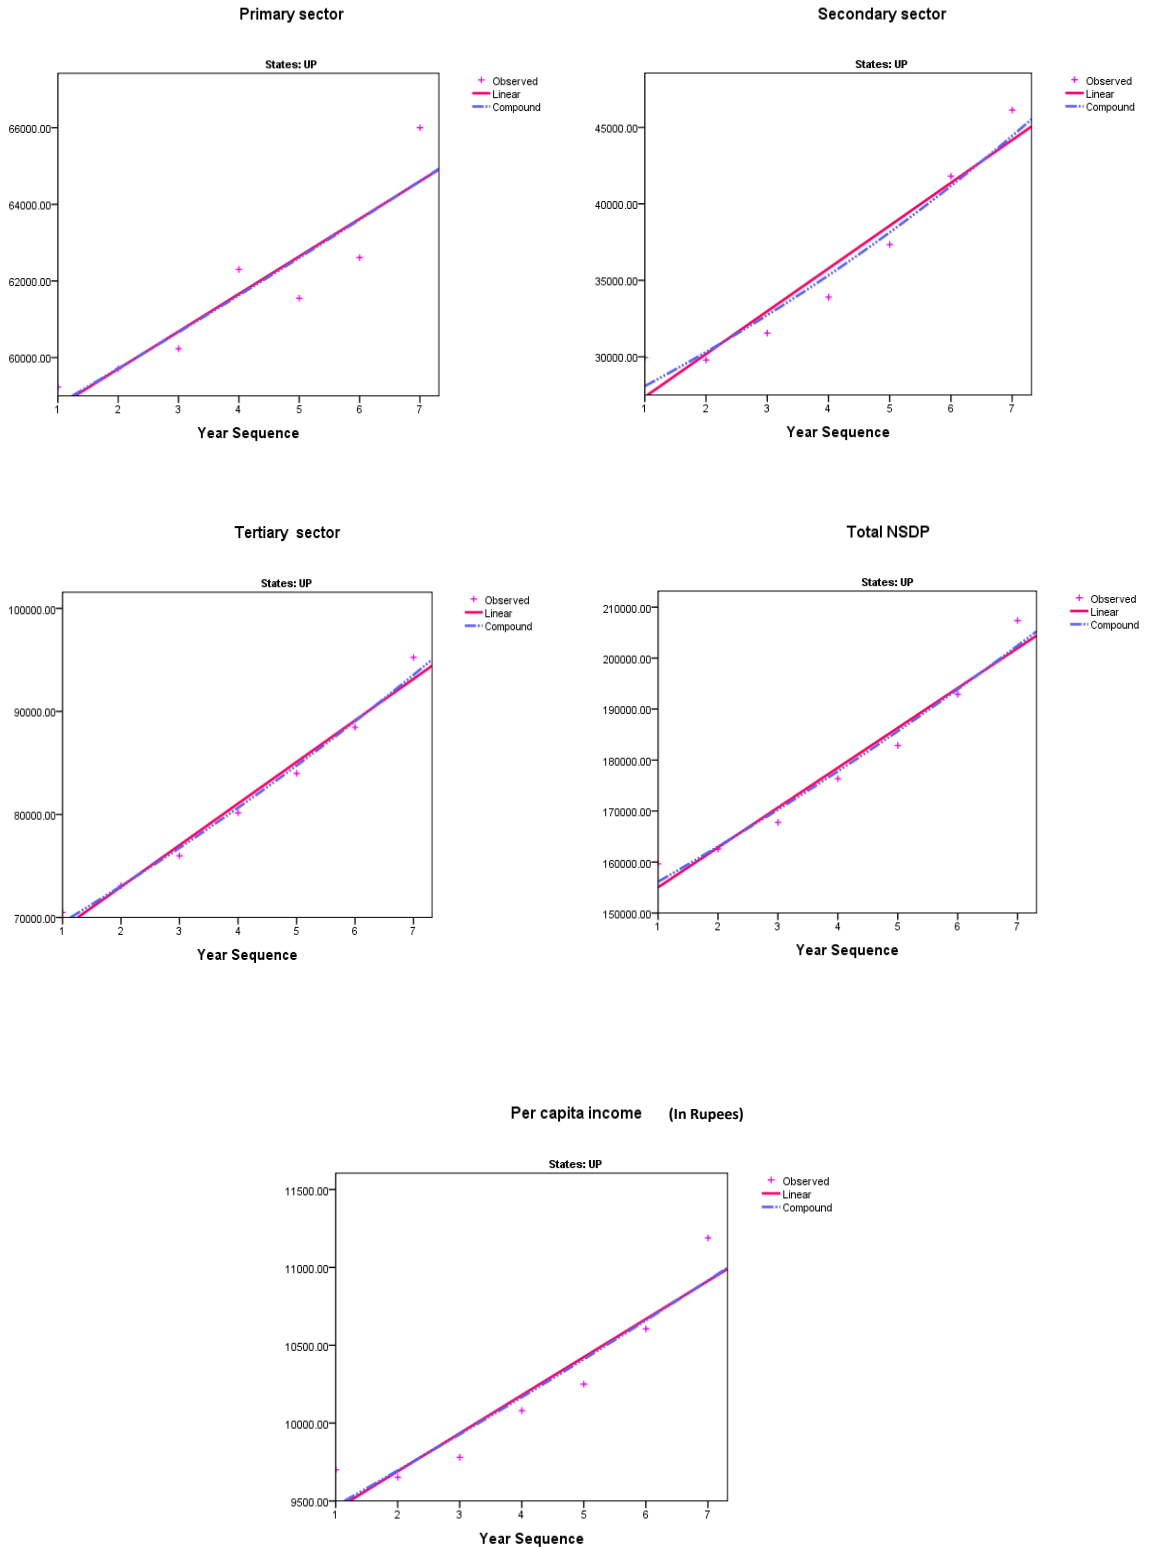 Primary sector
States: UP
Observed
Linear
Compound
66000.00
64000.00
62000.00
60000.00
1 2 3 4 5 6 7
Year Sequence
Secondary sector
States: UP
Observed
Linear
Compound
45000.00
40000.00
35000.00
30000.00
1 2 3 4 5 6 7
Year Sequence
Tertiary sector
States: UP
Observed
Linear
Compound
100000.00
90000.00
80000.00
70000.00
1 2 3 4 5 6 7
Year Sequence
Total NSDP
States: UP
Observed
Linear
Compound
210000.00
200000.00
190000.00
180000.00
170000.00
160000.00
150000.00
1 2 3 4 5 6 7
Year Sequence
Per capita income (In Rupees)
States: UP
Observed
Linear
Compound
11500.00
11000.00
10500.00
10000.00
9500.00
1 2 3 4 5 6 7
Year Sequence